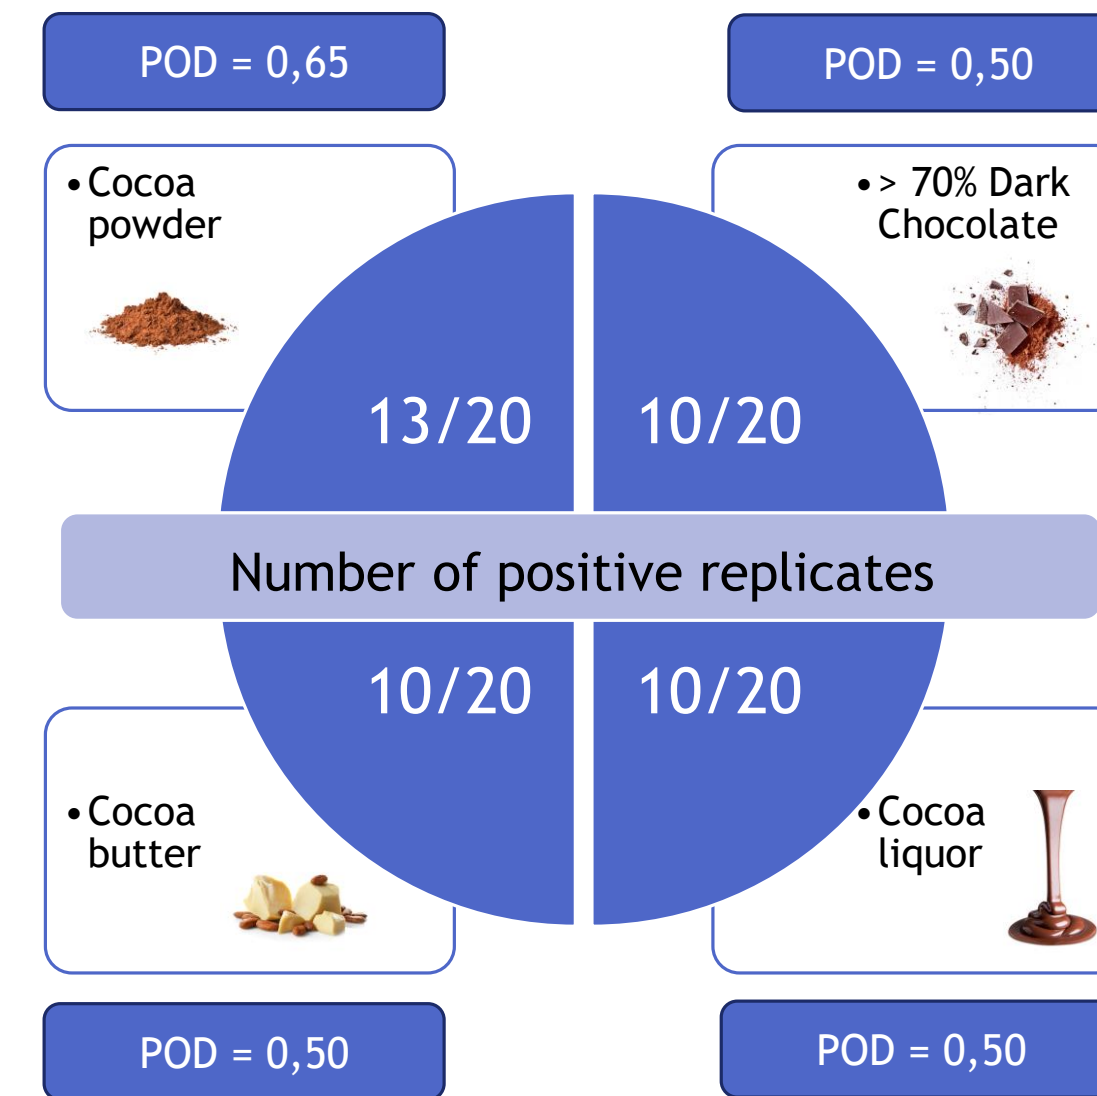 POD = 0,65
POD = 0,50
•Cocoa
powder
•> 70% Dark
Chocolate
13/20
10/20
Number of positive replicates
10/20
10/20
•Cocoa
butter
•Cocoa
liquor
POD = 0,50
POD = 0,50